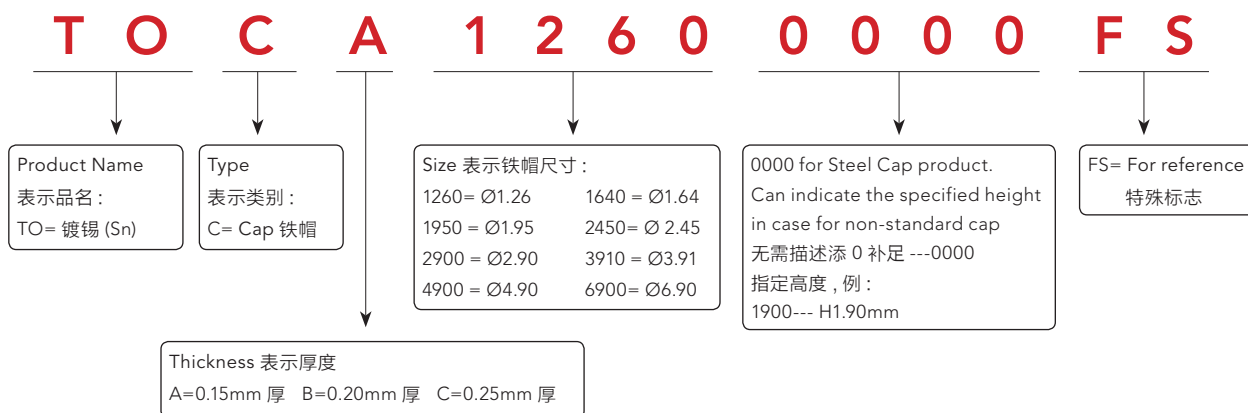 T O C A 1 2 6 0 0 0 0 0 F S
Product Name
表示品名 :
TO= 镀锡 (Sn)
Type
表示类别 :
C= Cap 铁帽
Size 表示铁帽尺寸 :
1260= Ø1.26 1640 = Ø1.64
1950 = Ø1.95 2450= Ø 2.45
2900 = Ø2.90 3910 = Ø3.91
4900 = Ø4.90 6900= Ø6.90
0000 for Steel Cap product.
Can indicate the specified height
in case for non-standard cap
无需描述添 0 补足 ---0000
指定高度 , 例 :
1900--- H1.90mm
FS= For reference
特殊标志
Thickness 表示厚度
A=0.15mm 厚 B=0.20mm 厚 C=0.25mm 厚